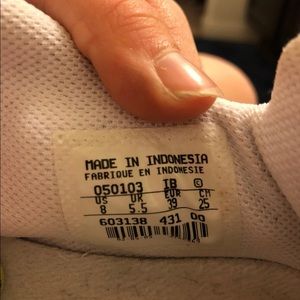 MADE IN INDONESIA
FABRIQUE EN INDONESIE
050103 IB ©
US UK EUR CM
8 5.5 39 25
603138 431 00